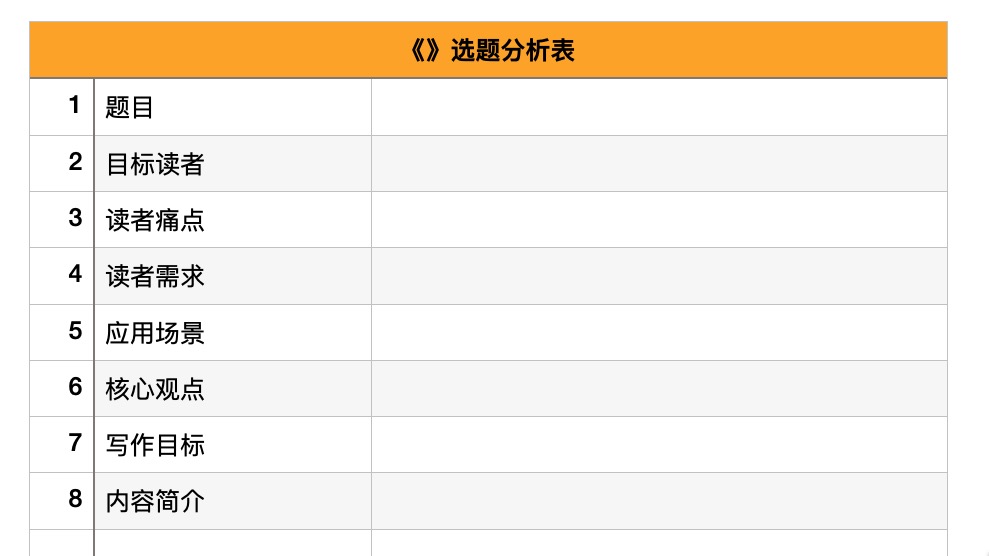 《》选题分析表
1 题目
2 目标读者
3 读者痛点
4 读者需求
5 应用场景
6 核心观点
7 写作目标
8 内容简介